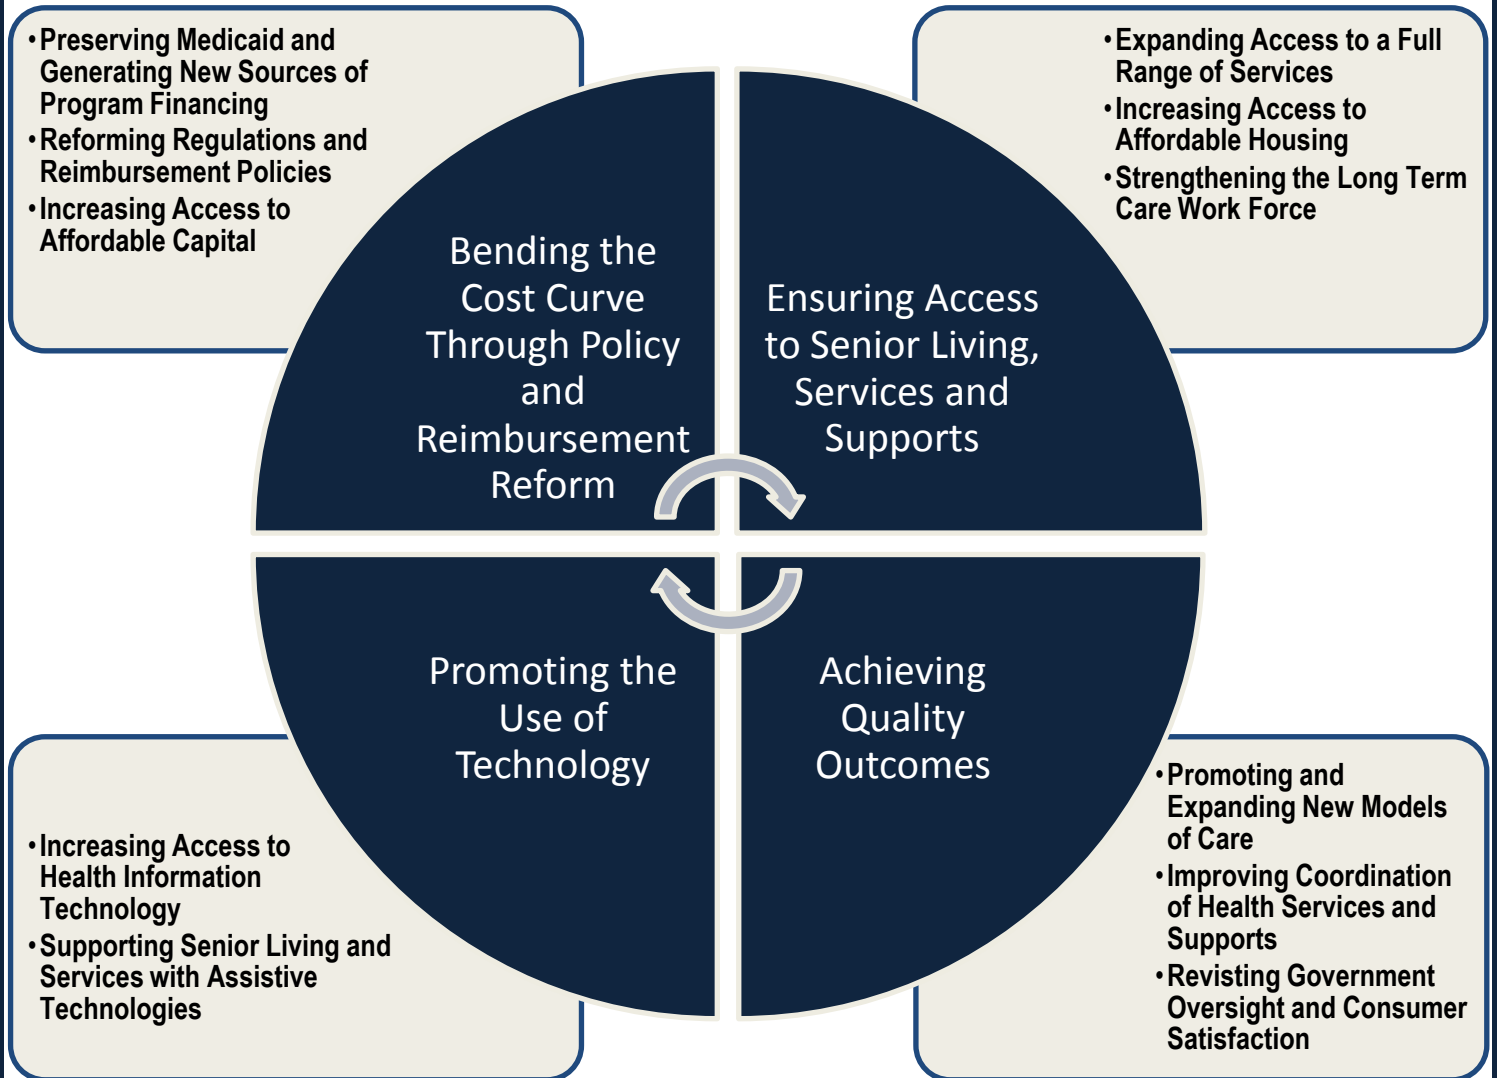 •Preserving Medicaid and
Generating New Sources of
Program Financing
•Reforming Regulations and
Reimbursement Policies
•Increasing Access to
Affordable Capital
Bending the
Cost Curve
Through Policy
and
Reimbursement
Reform
•Expanding Access to a Full
Range of Services
•Increasing Access to
Affordable Housing
•Strengthening the Long Term
Care Work Force
Ensuring Access
to Senior Living,
Services and
Supports
Promoting the
Use of
Technology
•Increasing Access to
Health Information
Technology
•Supporting Senior Living and
Services with Assistive
Technologies
Achieving
Quality
Outcomes
•Promoting and
Expanding New Models
of Care
•Improving Coordination
of Health Services and
Supports
•Revisting Government
Oversight and Consumer
Satisfaction